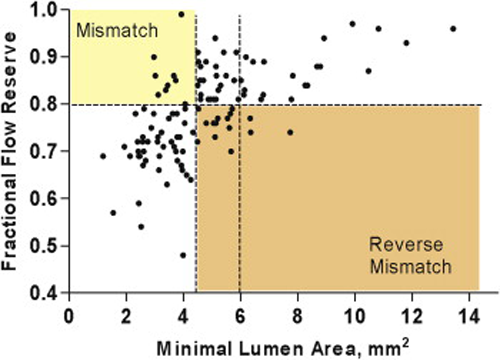 1.0
0.9
0.8
0.7
0.6
0.5
0.4
Fractional Flow Reserve
Mismatch
Reverse
Mismatch
0 2 4 6 8 10 12 14
Minimal Lumen Area, mm²